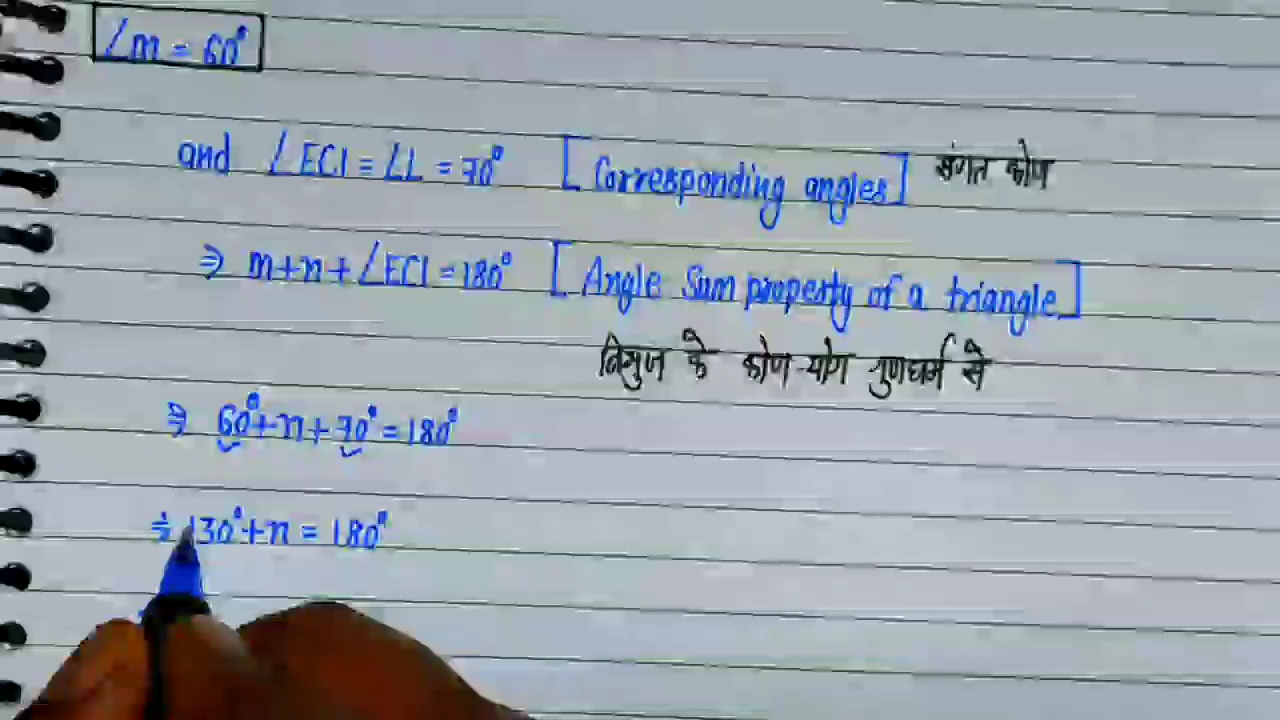 ∠m = 60°
and ∠ECI = ∠L = 70° [Corresponding angles] संगत कोण
⇒ m+n+∠ECI = 180° [Angle Sum property of a triangle]
त्रिभुज के कोण योग गुणधर्म से
⇒ 60°+n+70° = 180°
130°+n = 180°